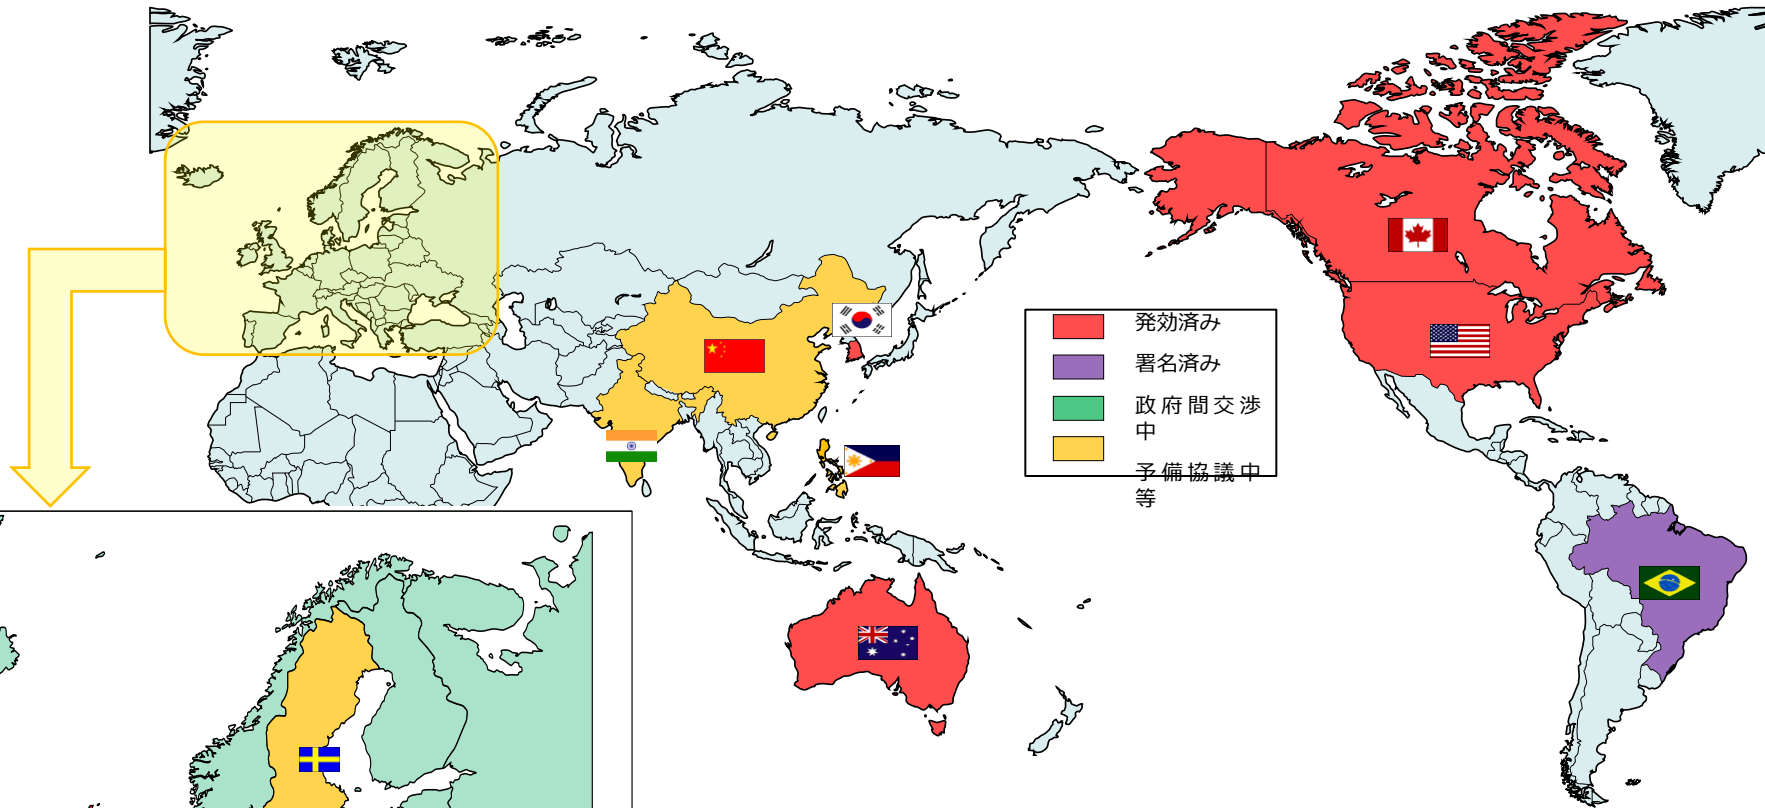 発効済み
署名済み
政府間交渉
中
予備協議中
等